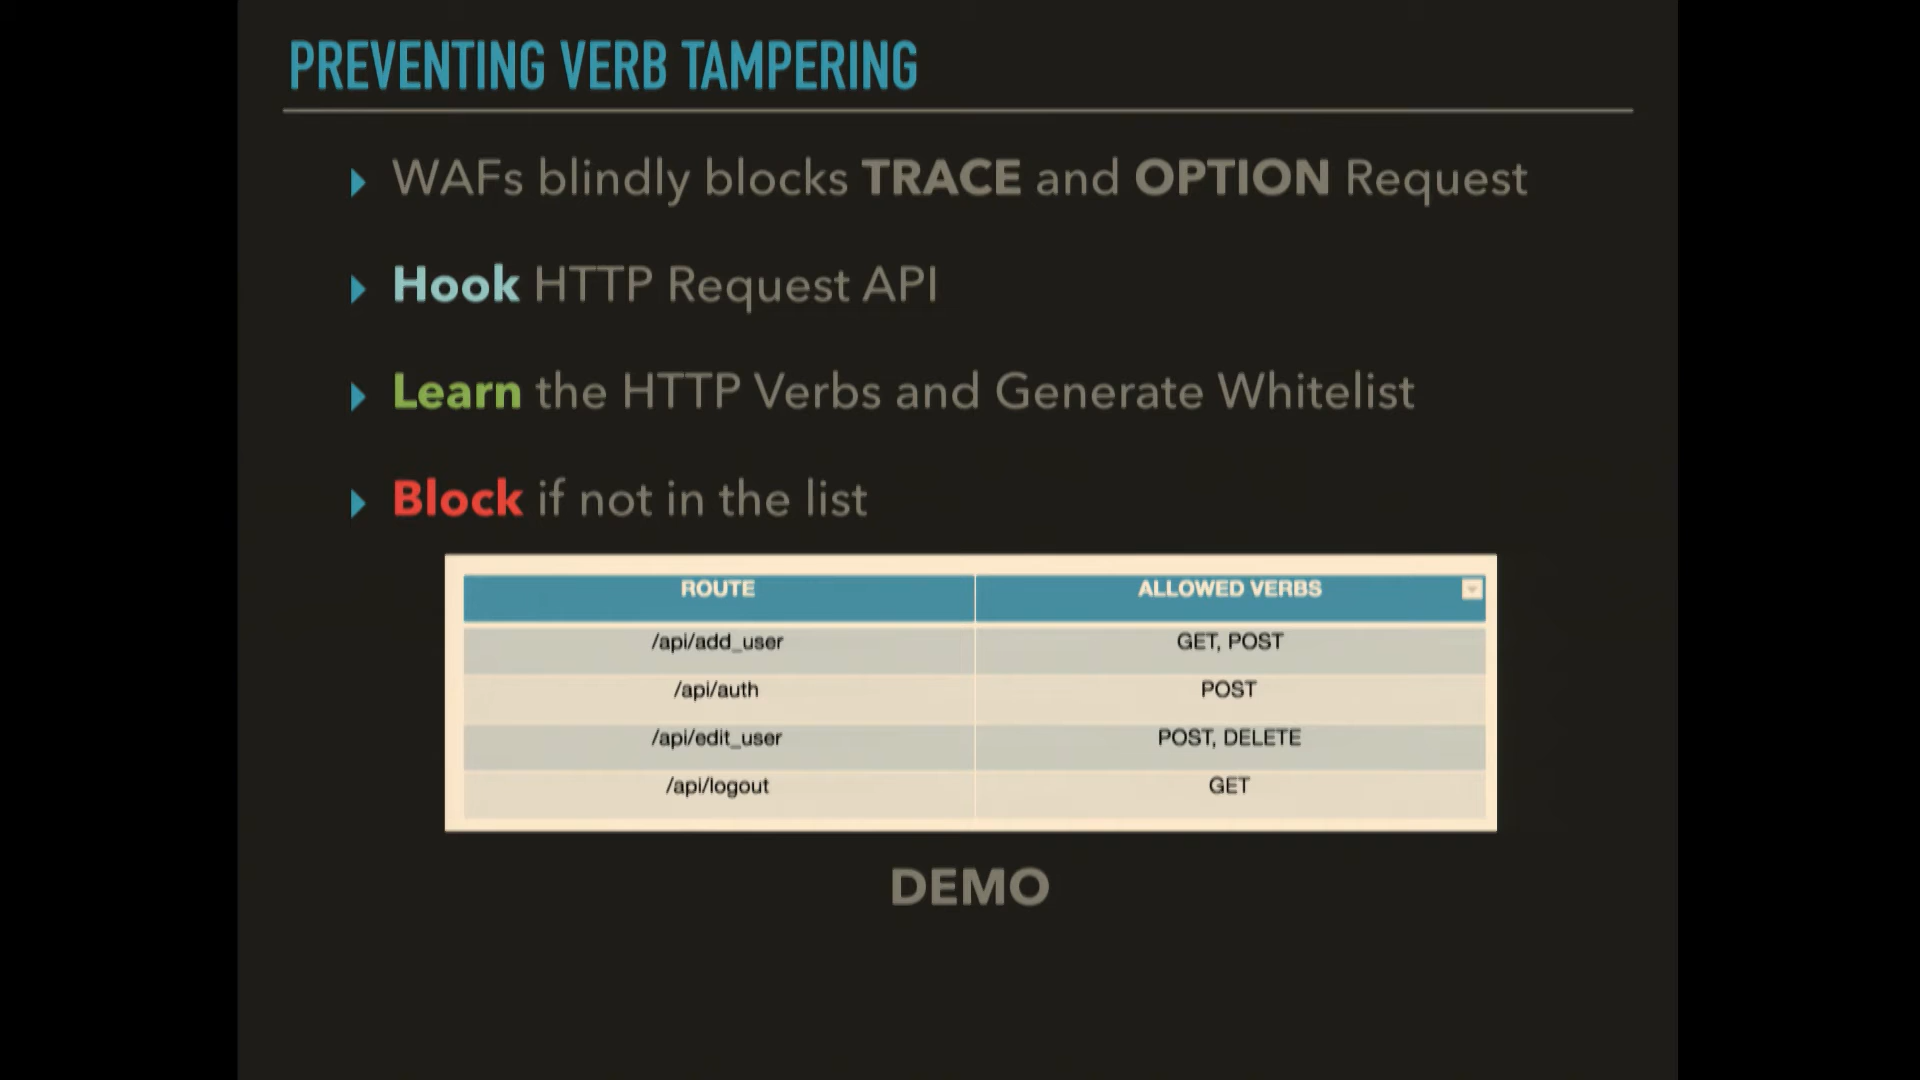 PREVENTING VERB TAMPERING
WAFs blindly blocks TRACE and OPTION Request
Hook HTTP Request API
Learn the HTTP Verbs and Generate Whitelist
Block if not in the list
ROUTE ALLOWED VERBS
/api/add_user GET, POST
/api/auth POST
/api/edit_user POST, DELETE
/api/logout GET
DEMO